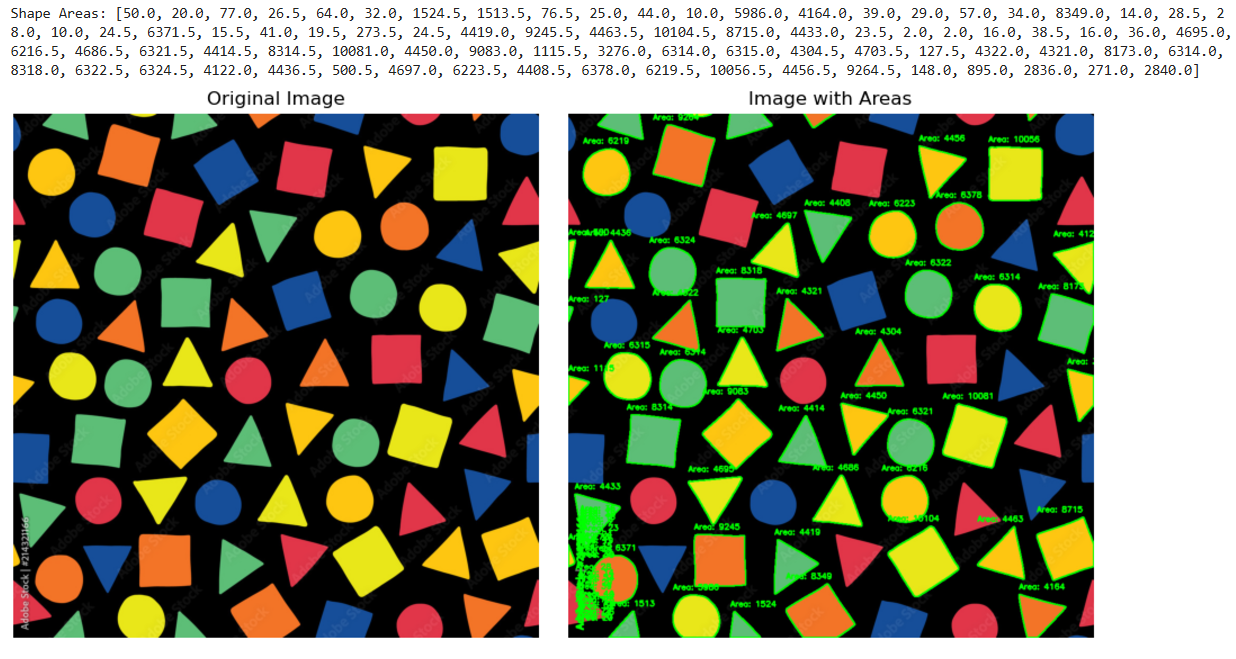 Shape Areas: [50.0, 20.0, 77.0, 26.5, 64.0, 32.0, 1524.5, 1513.5, 76.5, 25.0, 44.0, 10.0, 5986.0, 4164.0, 39.0, 29.0, 57.0, 34.0, 8349.0, 14.0, 28.5, 2
8.0, 10.0, 24.5, 6371.5, 15.5, 41.0, 19.5, 273.5, 24.5, 4419.0, 9245.5, 4463.5, 10104.5, 8715.0, 4433.0, 23.5, 2.0, 2.0, 16.0, 38.5, 16.0, 36.0, 4695.0,
6216.5, 4686.5, 6321.5, 4414.5, 8314.5, 10081.0, 4450.0, 9083.0, 1115.5, 3276.0, 6314.0, 6315.0, 4304.5, 4703.5, 127.5, 4322.0, 4321.0, 8173.0, 6314.0,
8318.0, 6322.5, 6324.5, 4122.0, 4436.5, 500.5, 4697.0, 6223.5, 4408.5, 6378.0, 6219.5, 10056.5, 4456.5, 9264.5, 148.0, 895.0, 2836.0, 271.0, 2840.0]
Original Image
Image with Areas
Adobe Stock | #214321166
Area: 9264
Area: 6219
Area: 4456
Area: 10056
Area: 6378
Area: 4408
Area: 6223
Area: 4697
4436
Area: 6324
Area: 412
Area: 6322
Area: 8318
Area: 6314
Area: 8173
Area: 127
Area: 4321
Area: 4703
Area: 4304
Area: 6315
Area: 6314
Area: 9083
Area: 4450
Area: 10081
Area: 8314
Area: 4414
Area: 6321
Area: 4695
Area: 4686
Area: 6216
Area: 4433
Area: 8715
Area: 10104
Area: 4463
Area: 9245
Area: 4419
6371
Area: 8349
Area: 4164
Area: 5986
Area: 1524
1513